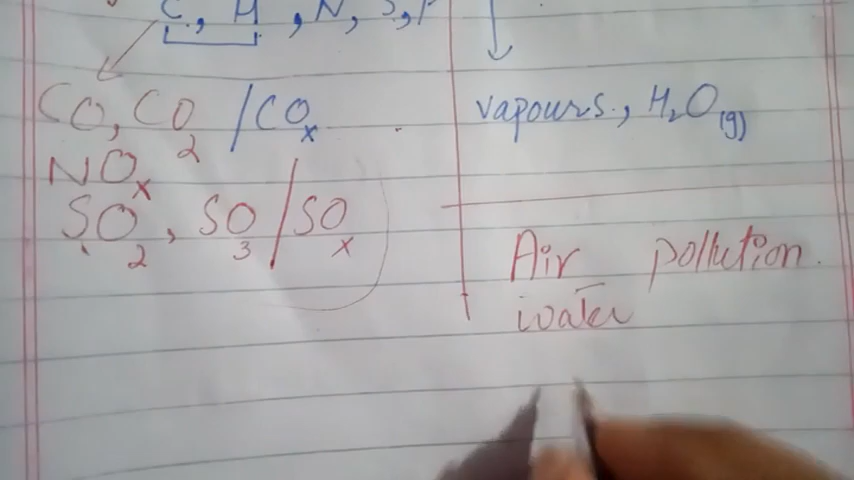 C, H, N, S, P
CO, CO2 / COx
NOx
SO2, SO3 / SOx
vapours., H2O(g)
Air pollution.
water